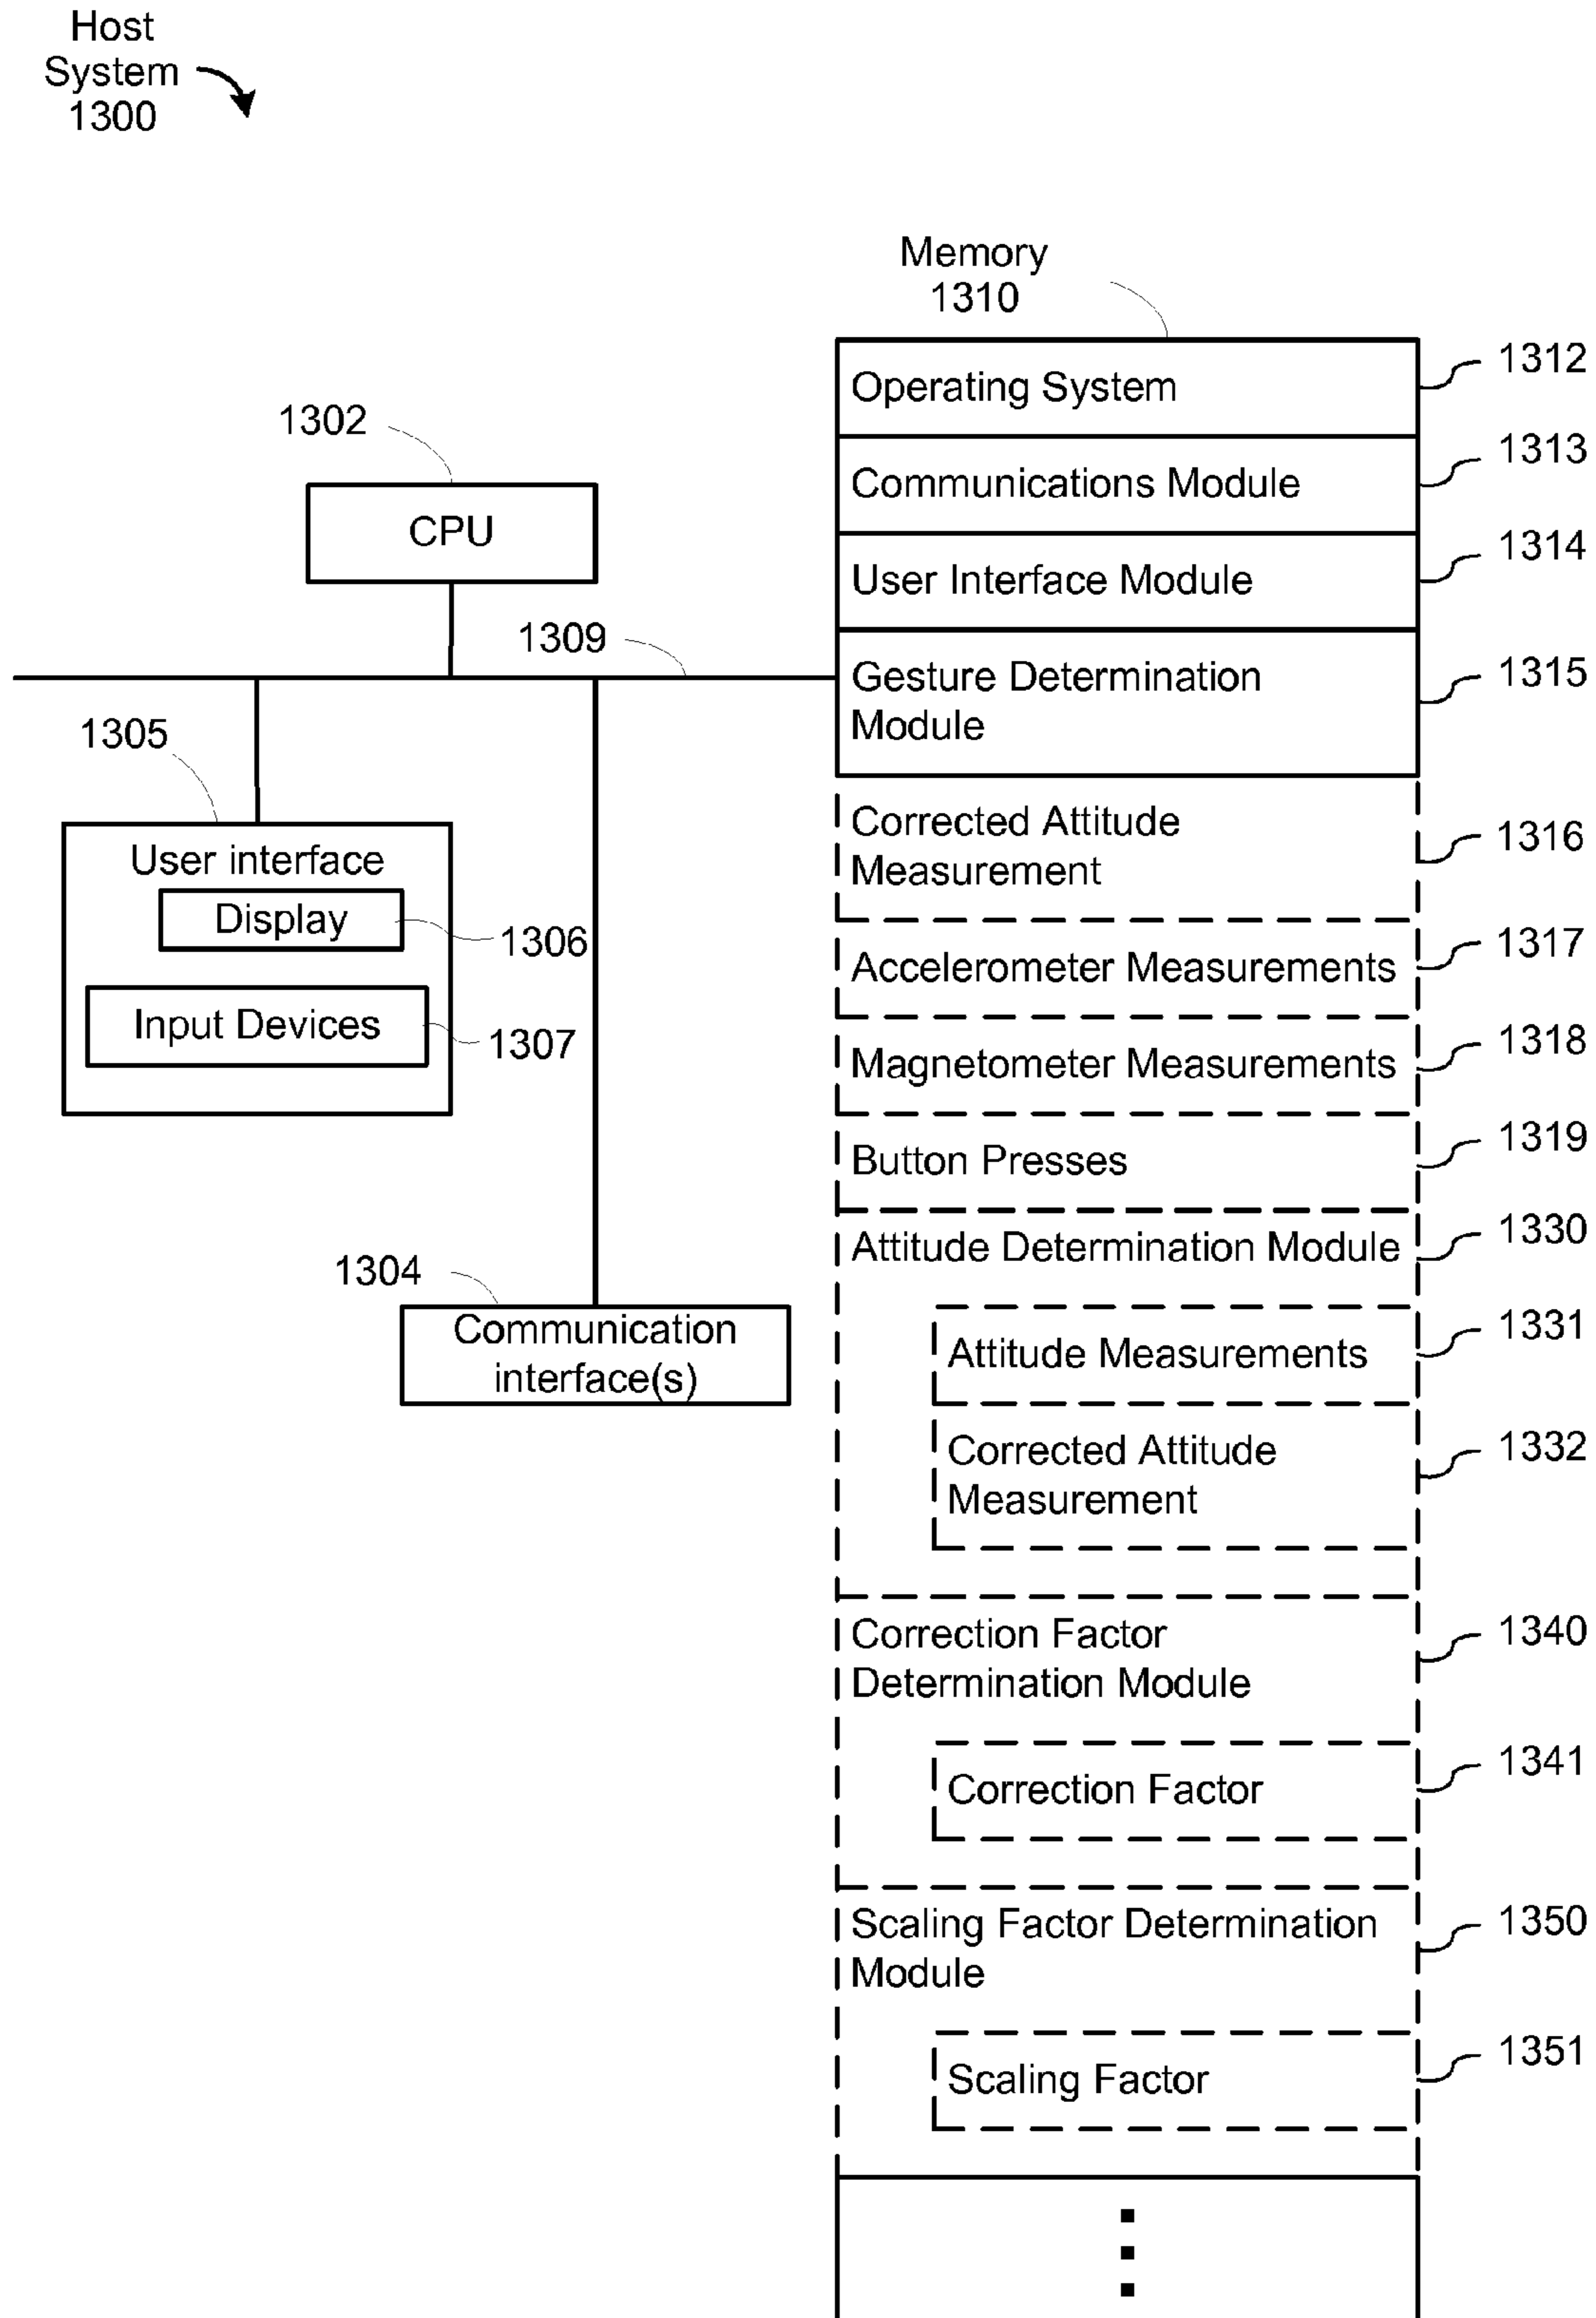 Host
System
1300
Memory
1310
Operating System
1312
Communications Module
1313
User Interface Module
1314
Gesture Determination
Module
1315
Corrected Attitude
Measurement
1316
Accelerometer Measurements
1317
Magnetometer Measurements
1318
Button Presses
1319
Attitude Determination Module
1330
Attitude Measurements
1331
Corrected Attitude
Measurement
1332
Correction Factor
Determination Module
1340
Correction Factor
1341
Scaling Factor Determination
Module
1350
Scaling Factor
1351
1302
CPU
1309
1305
User interface
Display
1306
Input Devices
1307
1304
Communication
interface(s)